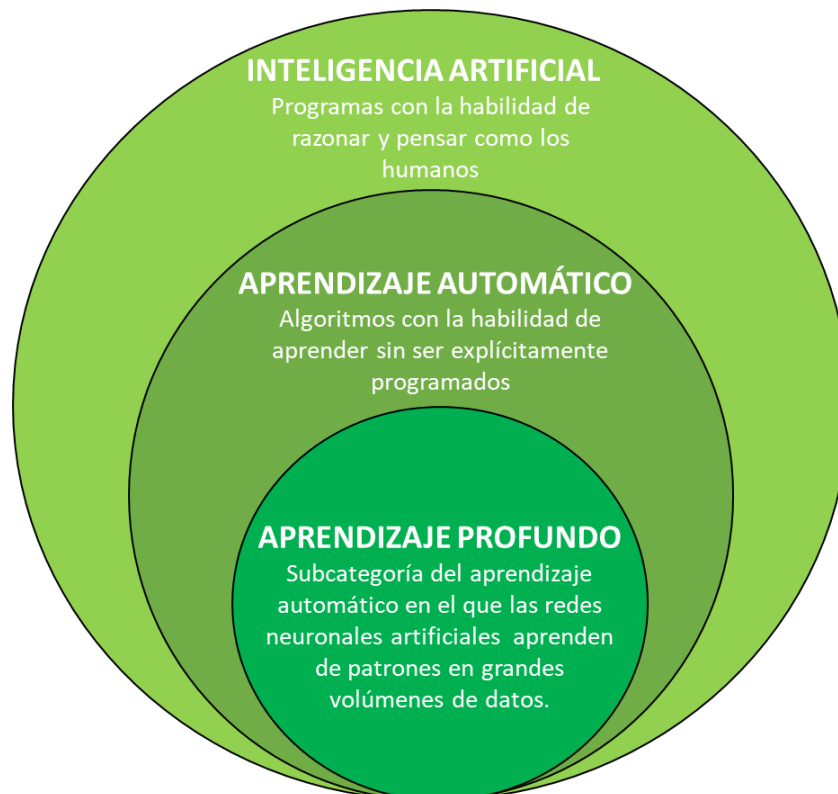 INTELIGENCIA ARTIFICIAL
Programas con la habilidad de
razonar y pensar como los
humanos
APRENDIZAJE AUTOMÁTICO
Algoritmos con la habilidad de
aprender sin ser explícitamente
programados
APRENDIZAJE PROFUNDO
Subcategoría del aprendizaje
automático en el que las redes
neuronales artificiales aprenden
de patrones en grandes
volúmenes de datos.